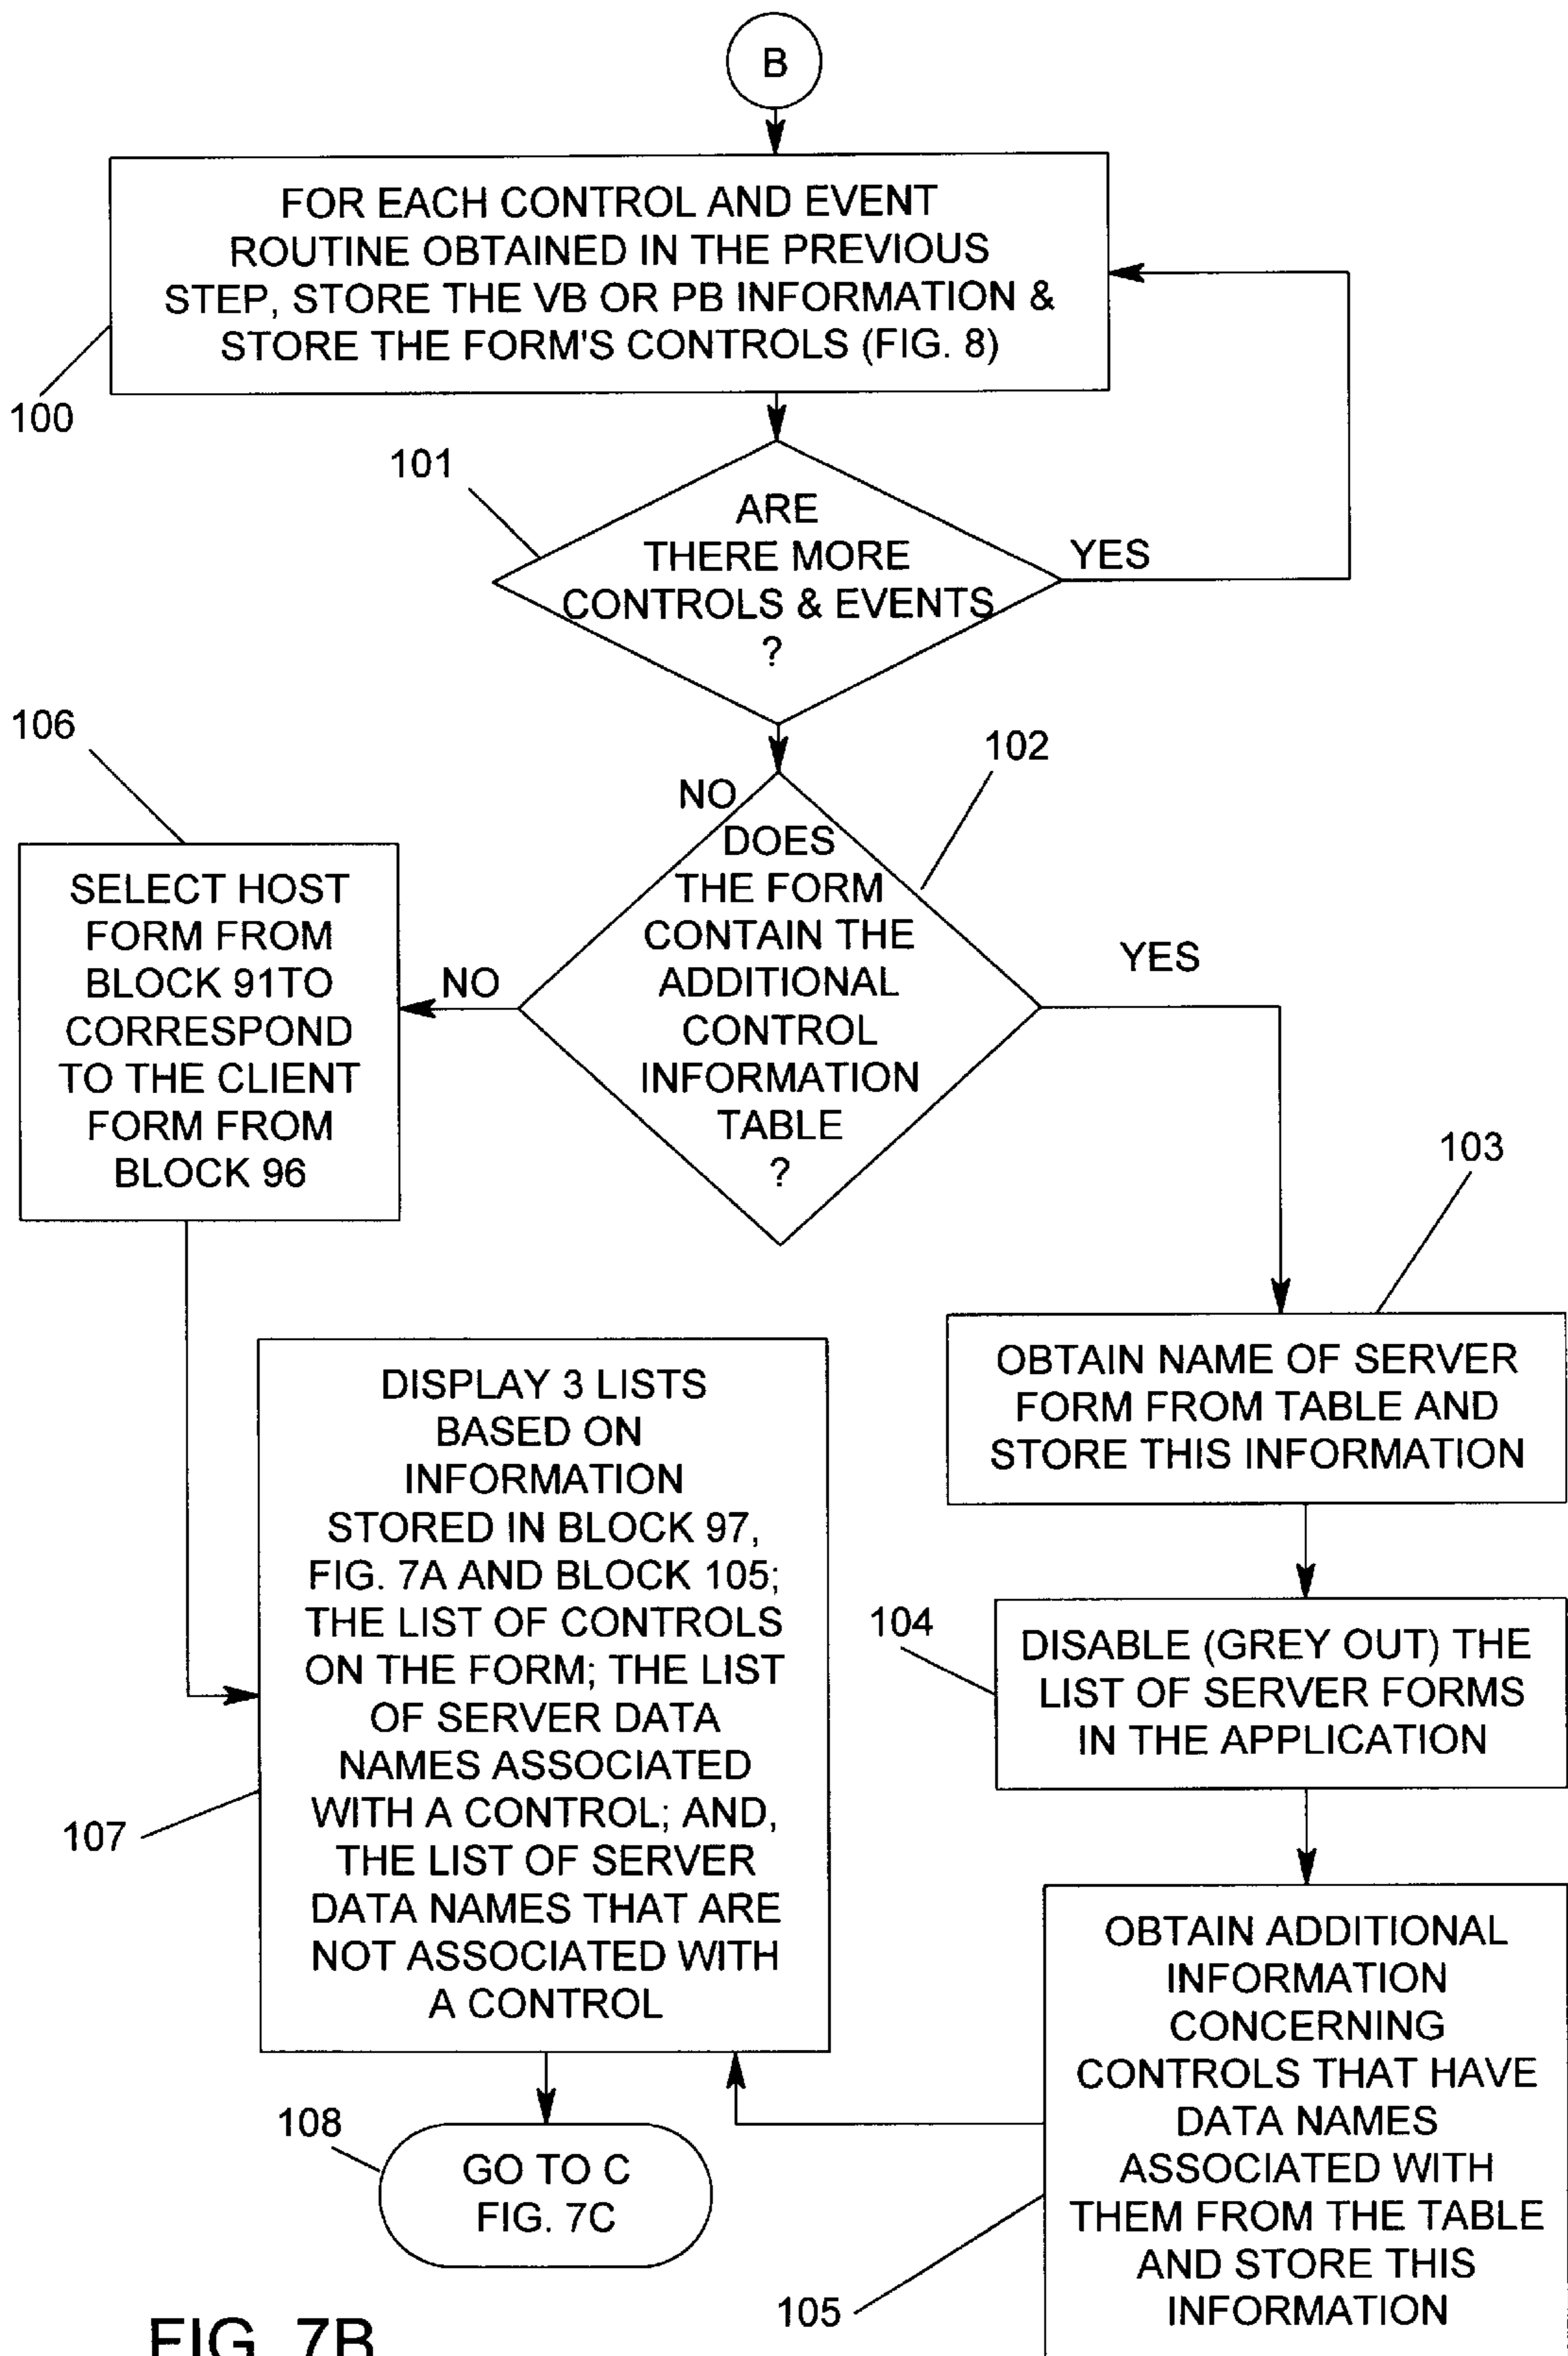 B
FOR EACH CONTROL AND EVENT
ROUTINE OBTAINED IN THE PREVIOUS
STEP, STORE THE VB OR PB INFORMATION &
STORE THE FORM'S CONTROLS (FIG. 8)
100
101
ARE
THERE MORE
CONTROLS & EVENTS
?
YES
NO
102
DOES
THE FORM
CONTAIN THE
ADDITIONAL
CONTROL
INFORMATION
TABLE
?
NO
YES
106
SELECT HOST
FORM FROM
BLOCK 91TO
CORRESPOND
TO THE CLIENT
FORM FROM
BLOCK 96
103
OBTAIN NAME OF SERVER
FORM FROM TABLE AND
STORE THIS INFORMATION
104
DISABLE (GREY OUT) THE
LIST OF SERVER FORMS
IN THE APPLICATION
105
OBTAIN ADDITIONAL
INFORMATION
CONCERNING
CONTROLS THAT HAVE
DATA NAMES
ASSOCIATED WITH
THEM FROM THE TABLE
AND STORE THIS
INFORMATION
107
DISPLAY 3 LISTS
BASED ON
INFORMATION
STORED IN BLOCK 97,
FIG. 7A AND BLOCK 105;
THE LIST OF CONTROLS
ON THE FORM; THE LIST
OF SERVER DATA
NAMES ASSOCIATED
WITH A CONTROL; AND,
THE LIST OF SERVER
DATA NAMES THAT ARE
NOT ASSOCIATED WITH
A CONTROL
108
GO TO C
FIG. 7C
FIG. 7B